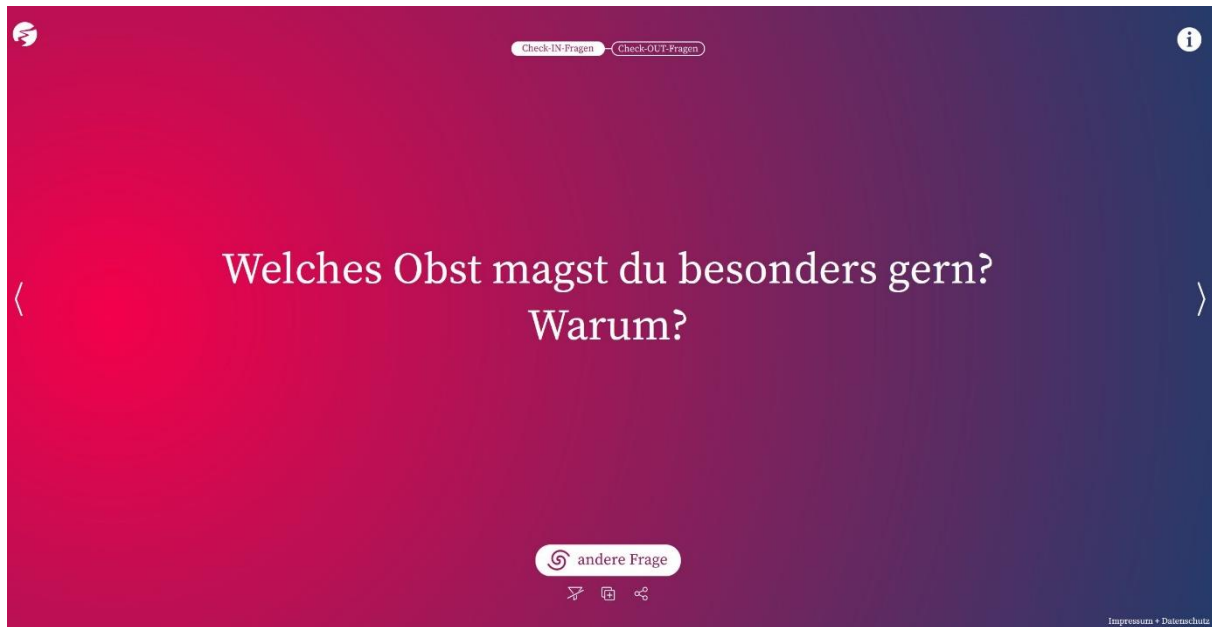 Check-IN-Fragen Check-OUT-Fragen
Welches Obst magst du besonders gern?
Warum?
andere Frage
Impressum + Datenschutz